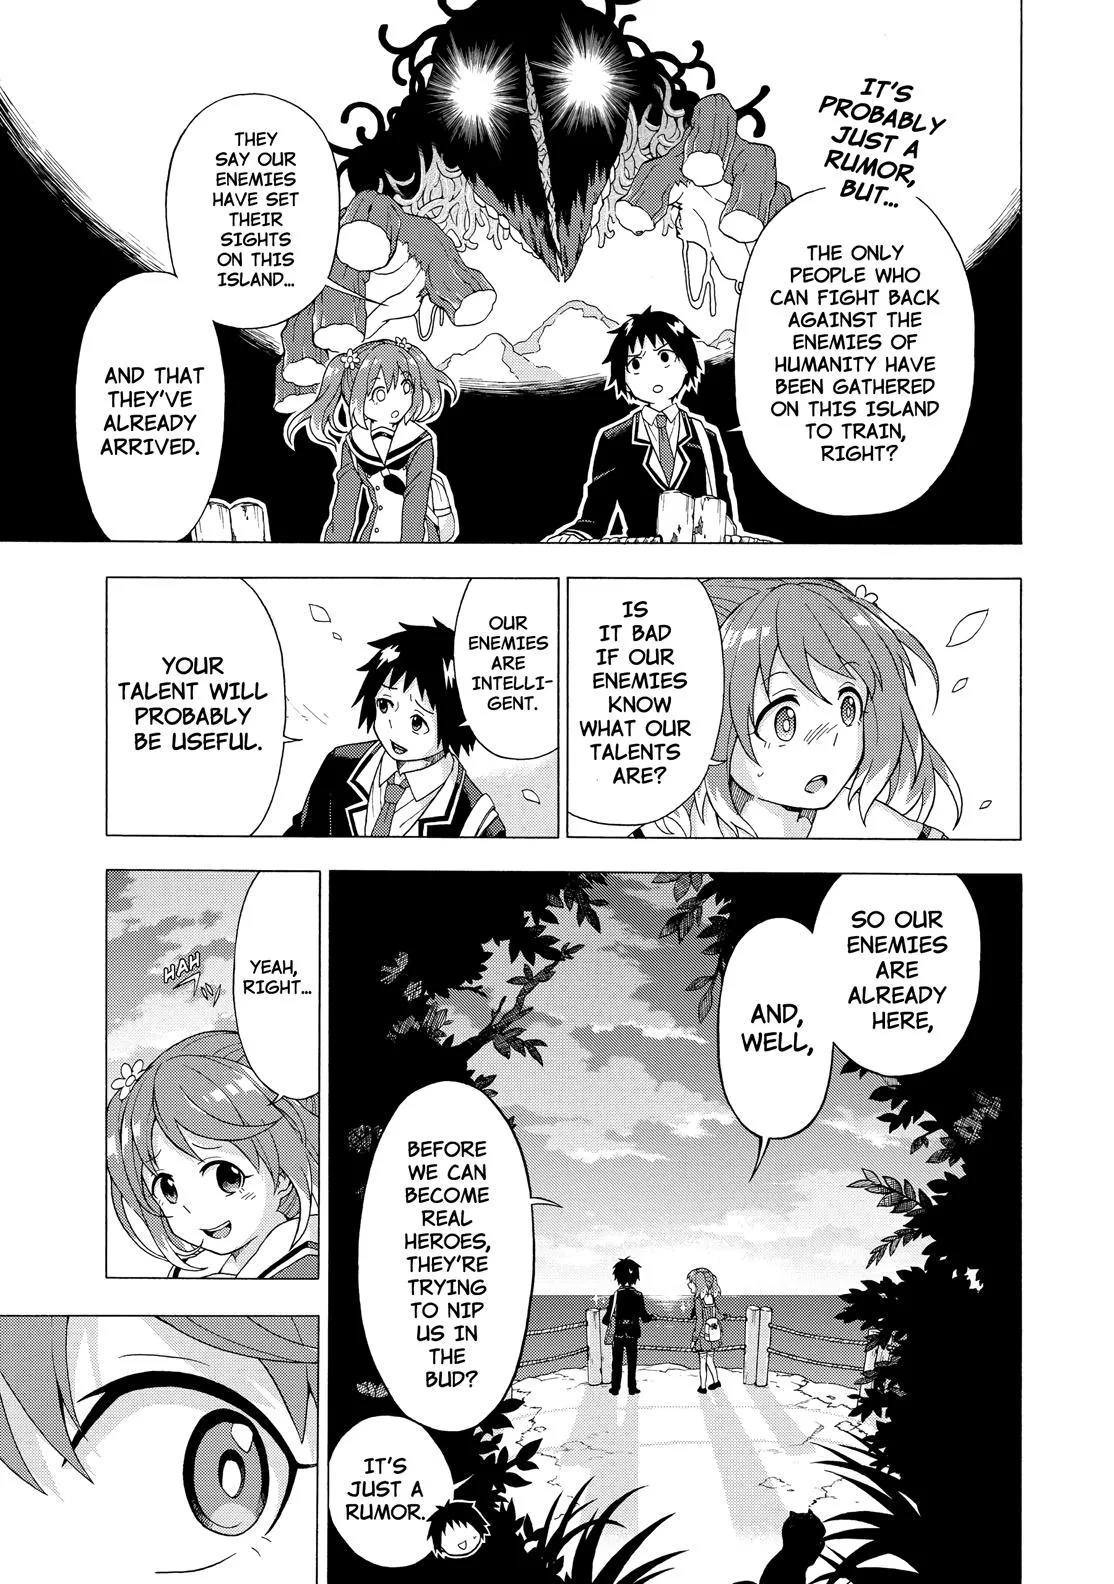 IT'S
PROBABLY
JUST A
RUMOR,
BUT...
THE ONLY
PEOPLE WHO
CAN FIGHT BACK
AGAINST THE
ENEMIES OF
HUMANITY HAVE
BEEN GATHERED
ON THIS ISLAND
TO TRAIN,
RIGHT?
THEY
SAY OUR
ENEMIES
HAVE SET
THEIR
SIGHTS
ON THIS
ISLAND...
AND THAT
THEY'VE
ALREADY
ARRIVED.
IS
IT BAD
IF OUR
ENEMIES
KNOW
WHAT OUR
TALENTS
ARE?
OUR
ENEMIES
ARE
INTELLI-
GENT.
YOUR
TALENT WILL
PROBABLY
BE USEFUL.
SO OUR
ENEMIES
ARE
ALREADY
HERE,
AND,
WELL,
BEFORE
WE CAN
BECOME
REAL
HEROES,
THEY'RE
TRYING
TO NIP
US IN
THE
BUD?
IT'S
JUST A
RUMOR.
YEAH,
RIGHT...
HAH